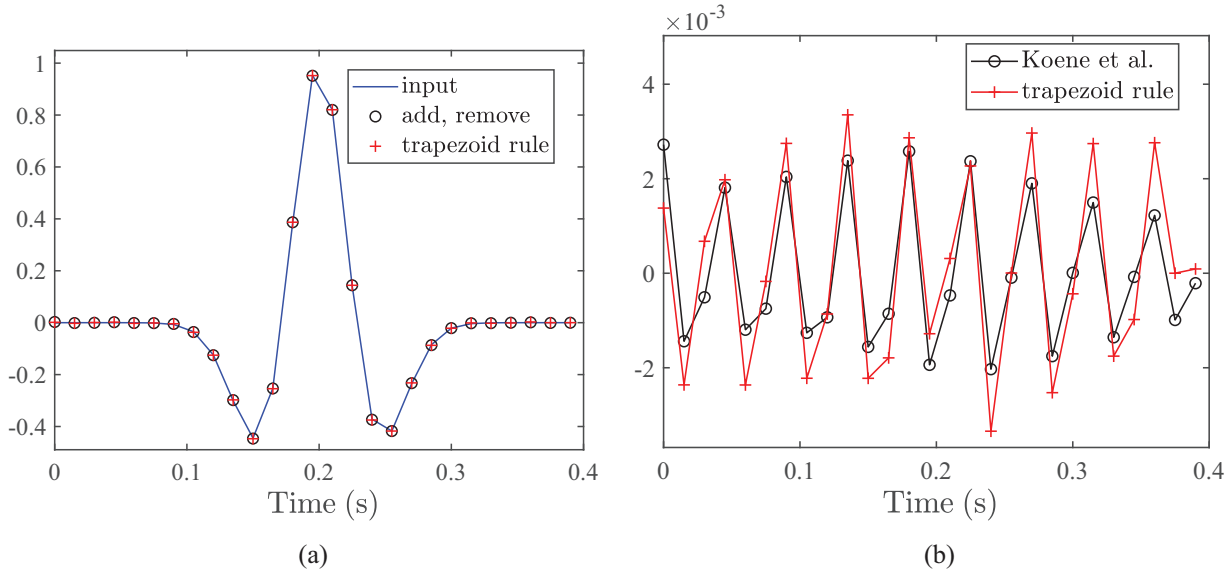 1
0.8
0.6
0.4
0.2
0
-0.2
-0.4
0
0.1
0.2
0.3
0.4
Time (s)
input
add, remove
trapezoid rule
(a)
×10⁻³
4
2
0
-2
0
0.1
0.2
0.3
0.4
Time (s)
Koene et al.
trapezoid rule
(b)